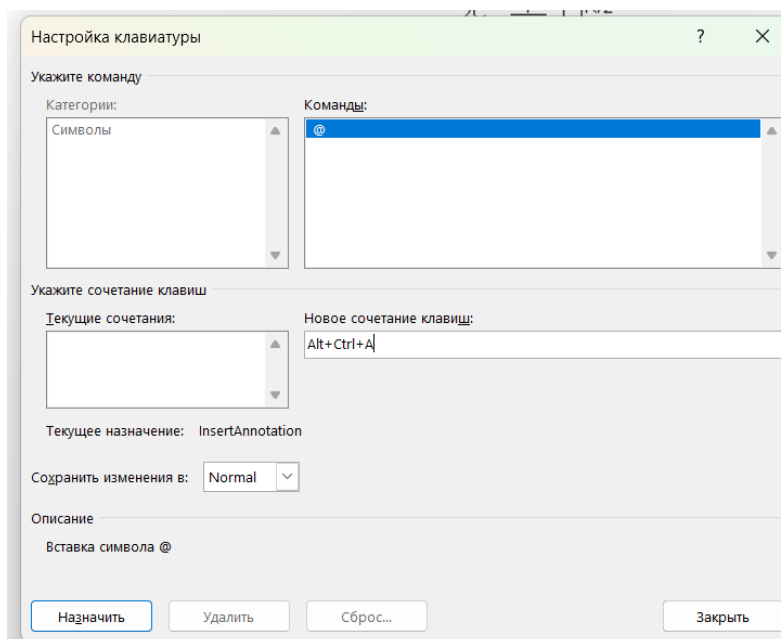 Настройка клавиатуры ? ×
Укажите команду
Категории: Команды:
Символы @
Укажите сочетание клавиш
Текущие сочетания: Новое сочетание клавиш:
Alt+Ctrl+A
Текущее назначение: InsertAnnotation
Сохранить изменения в: Normal
Описание
Вставка символа @
Назначить Удалить Сброс... Закрыть